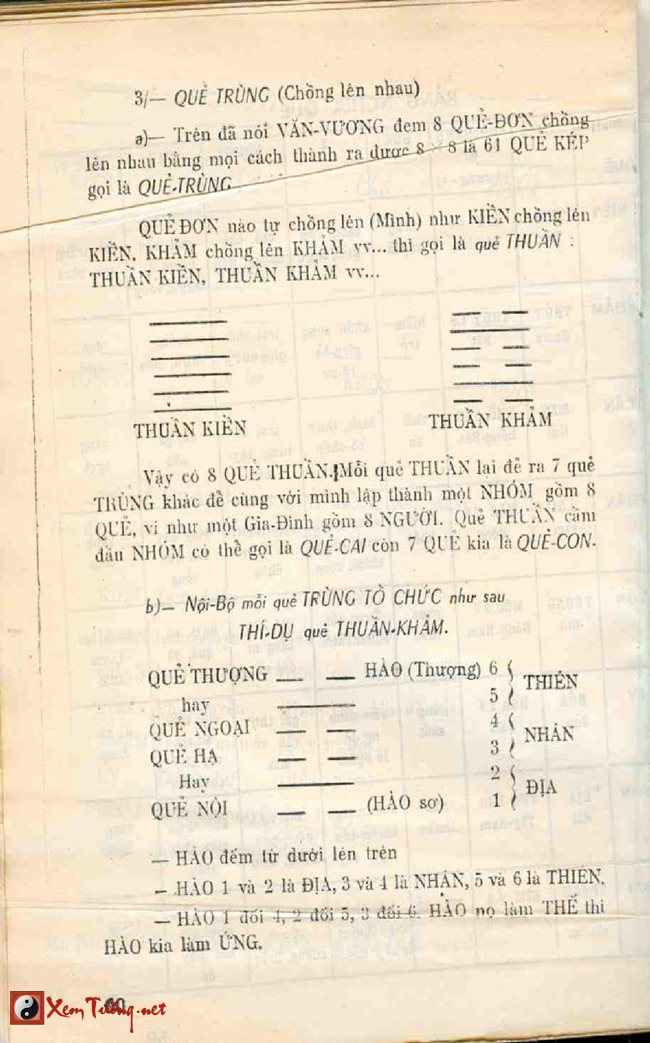 3/— QUẺ TRÙNG (Chồng lên nhau)
a)— Trên đã nói VĂN-VƯƠNG đem 8 QUẺ-ĐƠN chồng
lên nhau bằng mọi cách thành ra được 8 × 8 là 61 QUẺ KÉP
gọi là QUẺ-TRÙNG
QUẺ ĐƠN nào tự chồng lên (Mình) như KIỀN chồng lên
KIỀN, KHẢM chồng lên KHẢM vv... thì gọi là quẻ THUẦN :
THUẦN KIỀN, THUẦN KHẢM vv...
THUẦN KIỀN THUẦN KHẢM
Vậy có 8 QUẺ THUẦN. Mỗi quẻ THUẦN lại đẻ ra 7 quẻ
TRÙNG khác để cùng với mình lập thành một NHÓM gồm 8
QUẺ, ví như một Gia-Đình gồm 8 NGƯỜI. Quẻ THUẦN cầm
đầu NHÓM có thể gọi là QUẺ-CAI còn 7 QUẺ kia là QUẺ-CON.
b)— Nội-Bộ mỗi quẻ TRÙNG TỔ CHỨC như sau
THÍ-DỤ quẻ THUẦN-KHẢM.
QUẺ THƯỢNG HÀO (Thượng) 6 THIÊN
hay 5
QUẺ NGOẠI 4 NHÂN
QUẺ HẠ 3
Hay 2 ĐỊA
QUẺ NỘI (HÀO sơ) 1
— HÀO đếm từ dưới lên trên
— HÀO 1 và 2 là ĐỊA, 3 và 4 là NHẬN, 5 và 6 là THIÊN.
— HÀO 1 đối 4, 2 đối 5, 3 đối 6. HÀO nọ làm THẾ thì
HÀO kia làm ỨNG.
60
XemTuong.net